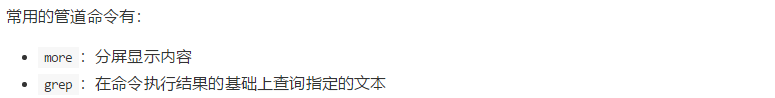 常用的管道命令有：
• more：分屏显示内容
• grep：在命令执行结果的基础上查询指定的文本